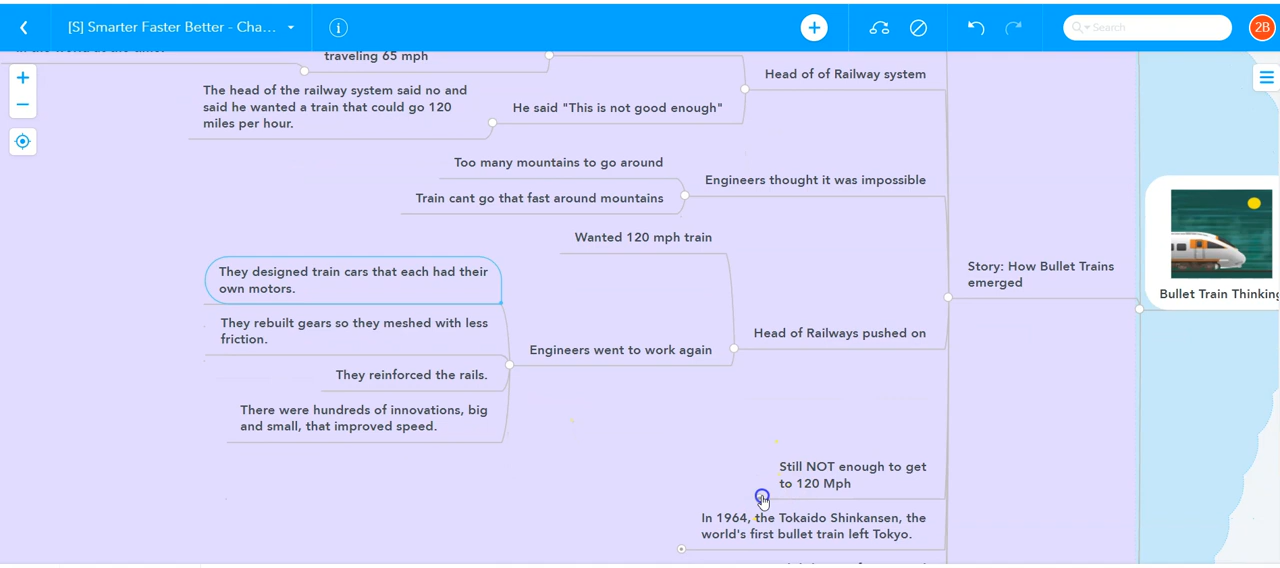 [S] Smarter Faster Better - Cha...
Search
2B
traveling 65 mph
Head of of Railway system
The head of the railway system said no and
said he wanted a train that could go 120
miles per hour.
He said "This is not good enough"
Too many mountains to go around
Engineers thought it was impossible
Train cant go that fast around mountains
Wanted 120 mph train
They designed train cars that each had their
own motors.
Story: How Bullet Trains
emerged
Bullet Train Thinking
They rebuilt gears so they meshed with less
friction.
Head of Railways pushed on
Engineers went to work again
They reinforced the rails.
There were hundreds of innovations, big
and small, that improved speed.
Still NOT enough to get
to 120 Mph
In 1964, the Tokaido Shinkansen, the
world's first bullet train left Tokyo.